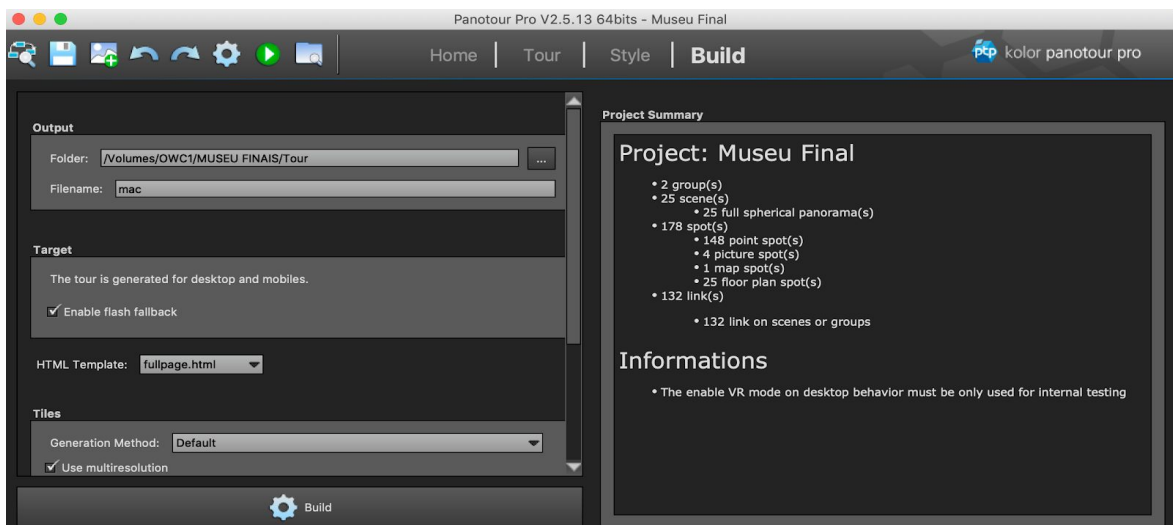 Panotour Pro V2.5.13 64bits - Museu Final
Home | Tour | Style | Build
ptp kolor panotour pro
Output
Folder: /Volumes/OWC1/MUSEU FINAIS/Tour ...
Filename: mac
Target
The tour is generated for desktop and mobiles.
Enable flash fallback
HTML Template: fullpage.html
Tiles
Generation Method: Default
Use multiresolution
Build
Project Summary
Project: Museu Final
• 2 group(s)
• 25 scene(s)
• 25 full spherical panorama(s)
• 178 spot(s)
• 148 point spot(s)
• 4 picture spot(s)
• 1 map spot(s)
• 25 floor plan spot(s)
• 132 link(s)
• 132 link on scenes or groups
Informations
• The enable VR mode on desktop behavior must be only used for internal testing